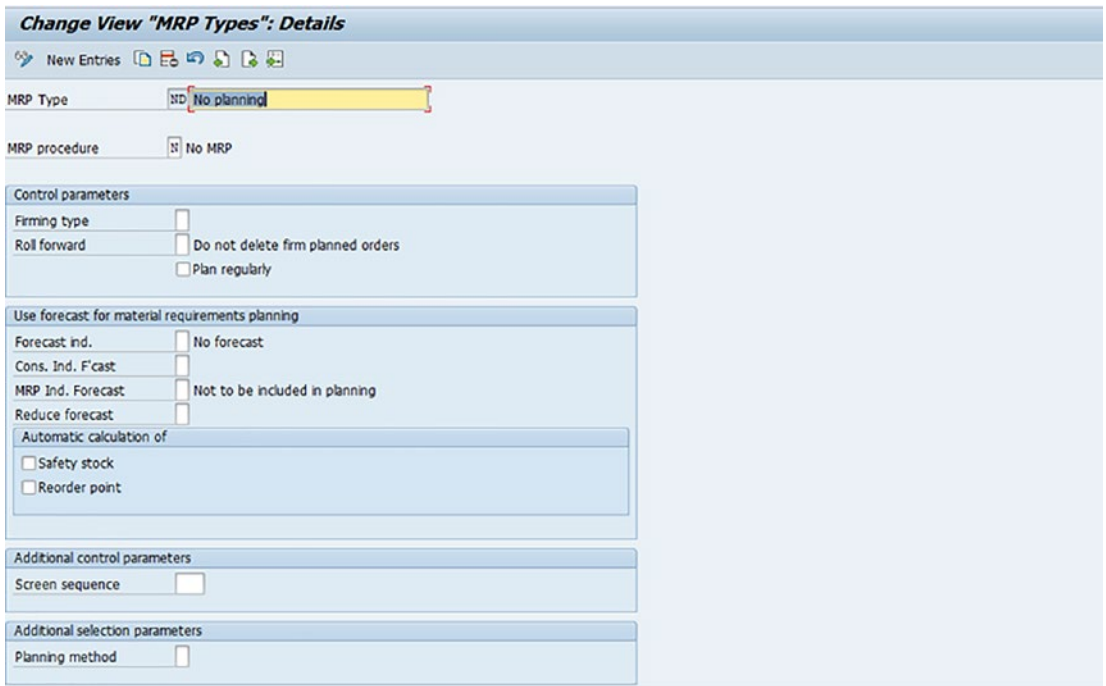 Change View "MRP Types": Details
New Entries
MRP Type ND No planning
MRP procedure N No MRP
Control parameters
Firming type
Roll forward Do not delete firm planned orders
Plan regularly
Use forecast for material requirements planning
Forecast ind. No forecast
Cons. Ind. F'cast
MRP Ind. Forecast Not to be included in planning
Reduce forecast
Automatic calculation of
Safety stock
Reorder point
Additional control parameters
Screen sequence
Additional selection parameters
Planning method